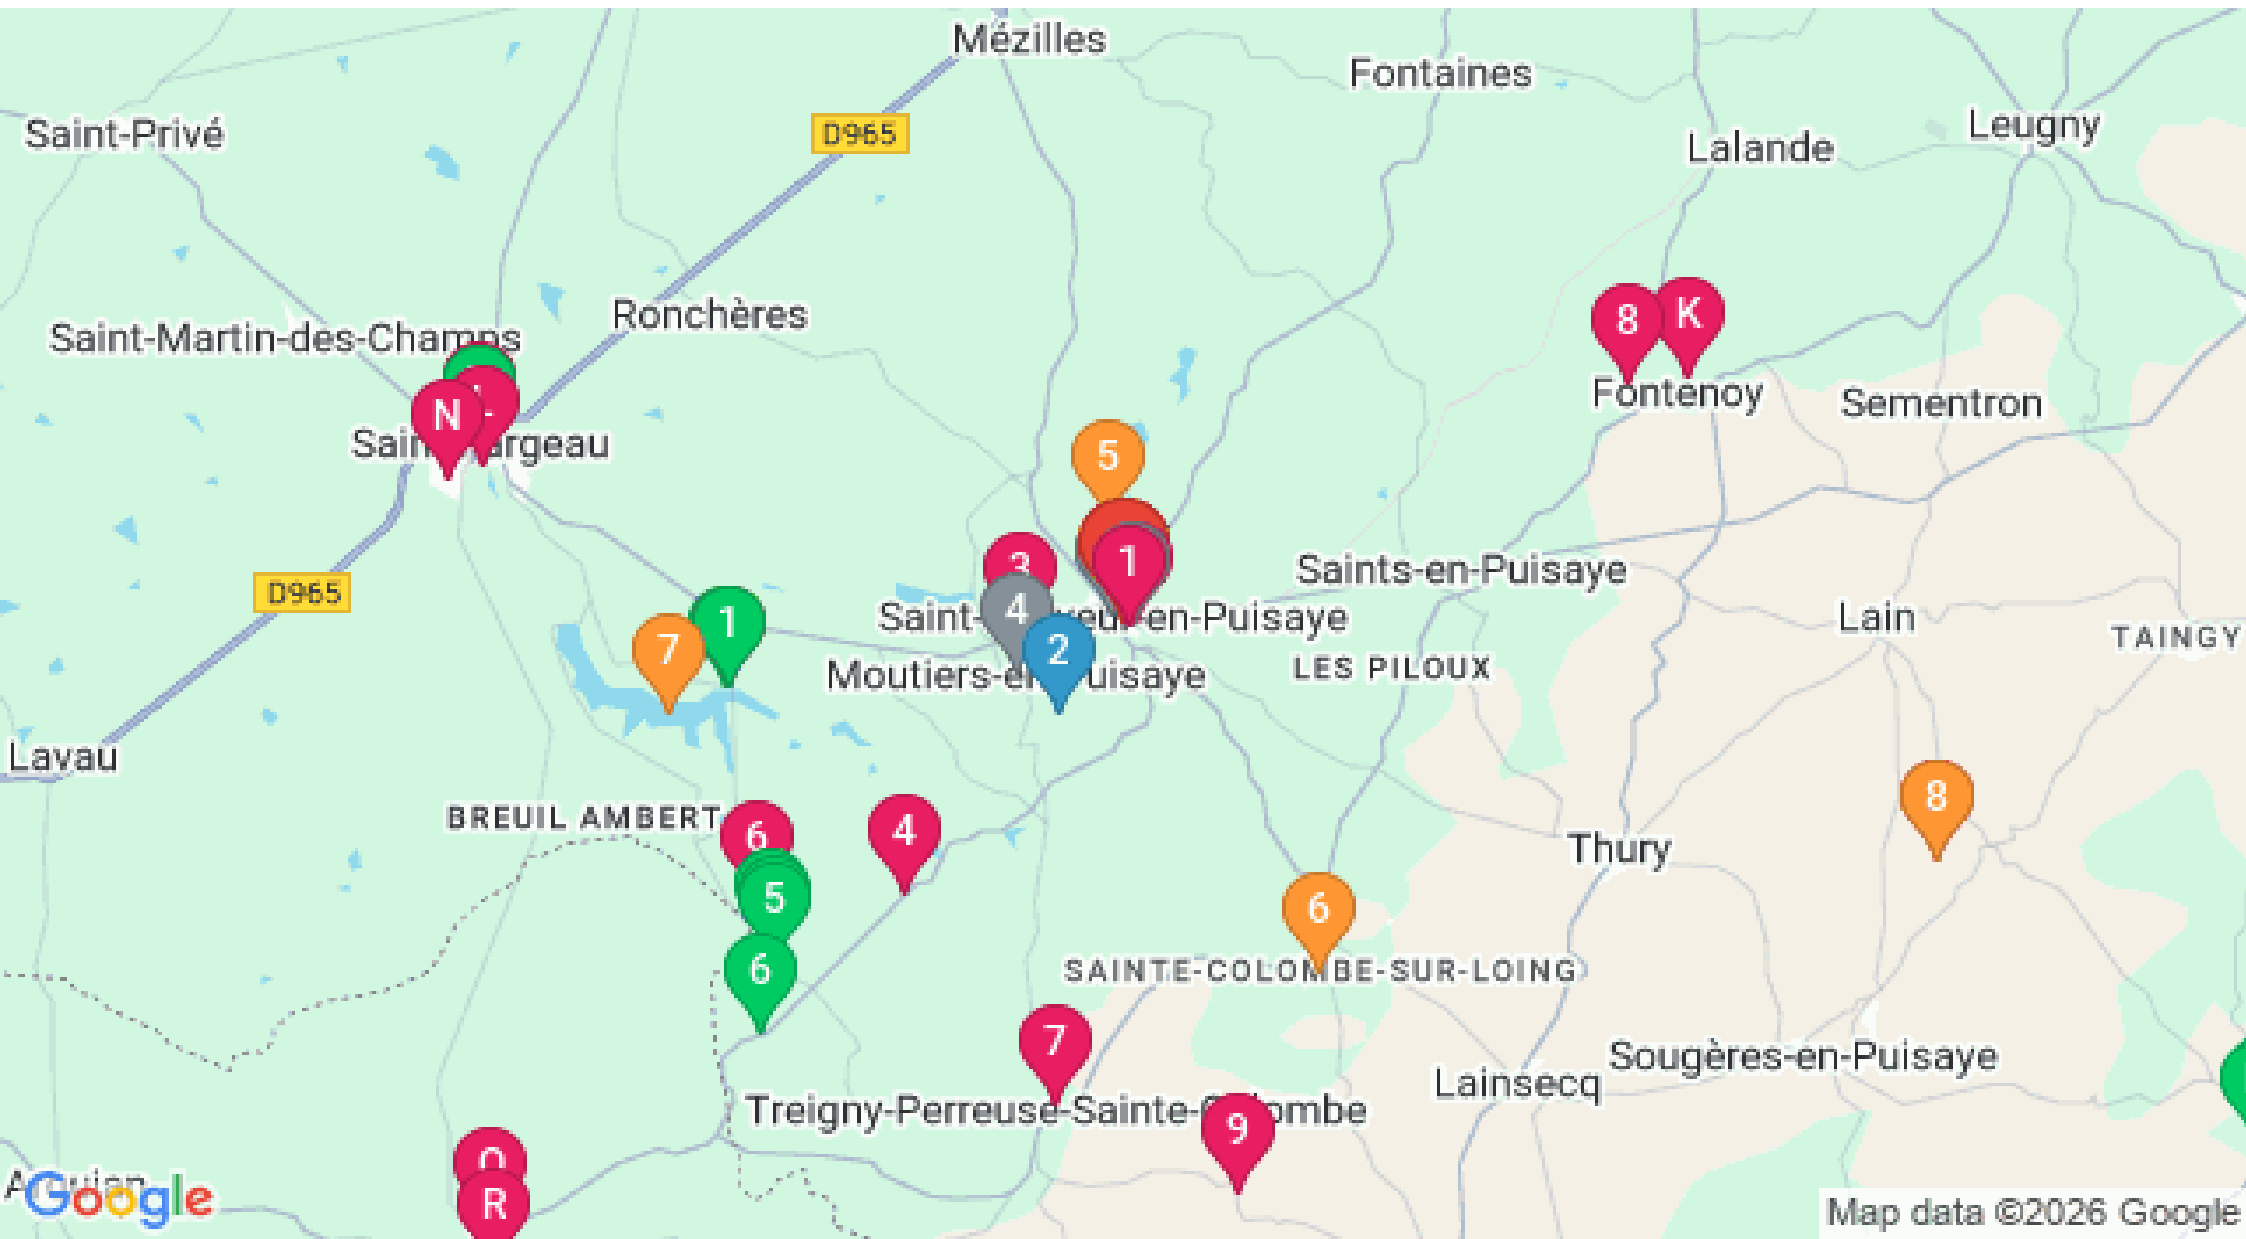 Mézilles
Fontaines
Saint-Privé
D965
Leugny
Lalande
Ronchères
Saint-Martin-des-Champs
8
K
Fontenoy
Sementron
N
5
3
1
Saints-en-Puisaye
D965
4
1
2
7
Lain
TAINGY
LES PILOUX
Lavau
BREUIL AMBERT
6
4
8
Thury
5
6
6
SAINTE-COLOMBE-SUR-LOING
7
Sougères-en-Puisaye
Lainsecq
9
R
Google
Map data ©2026 Google